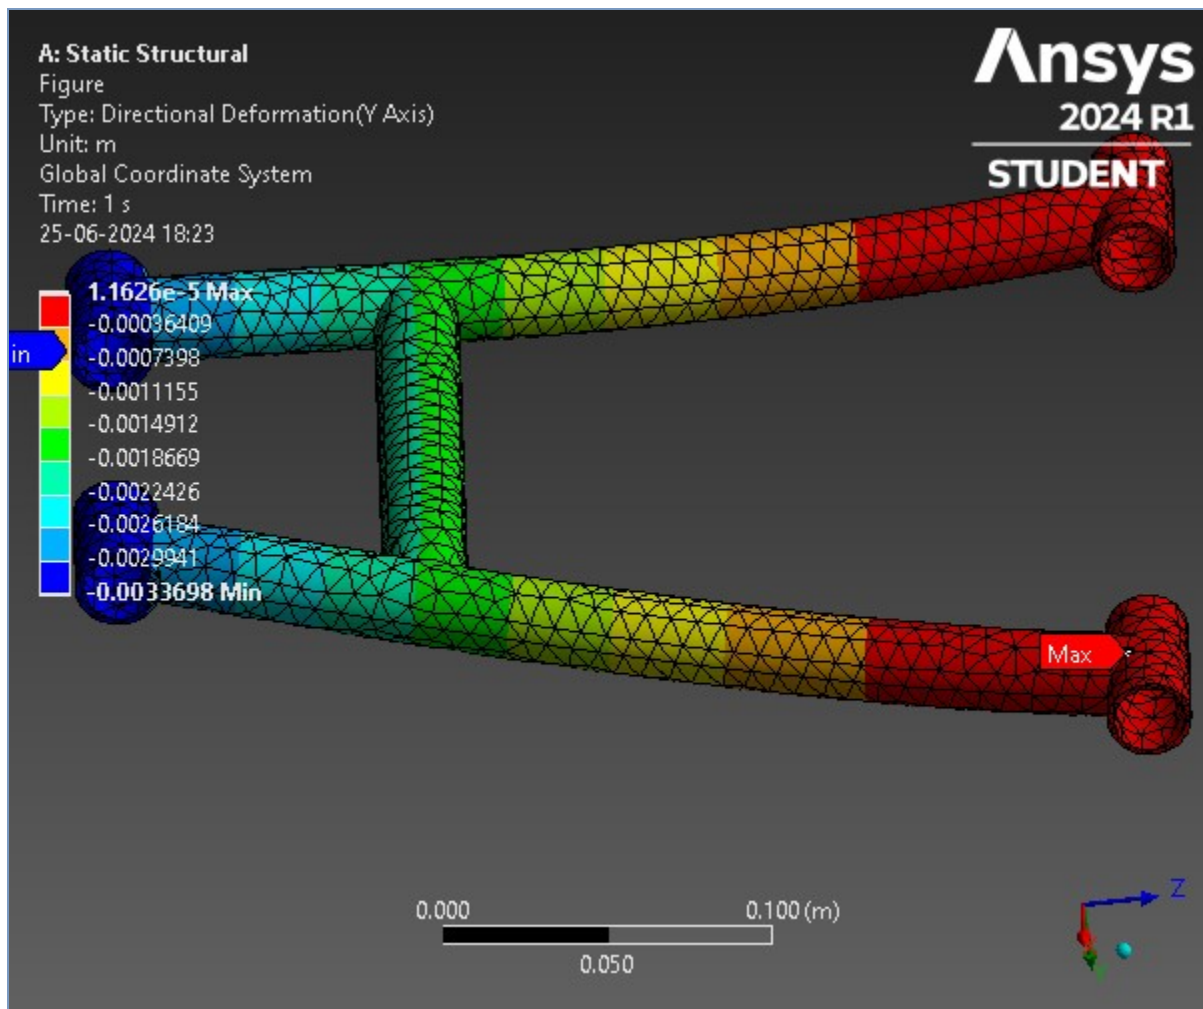 A: Static Structural
Figure
Type: Directional Deformation(Y Axis)
Unit: m
Global Coordinate System
Time: 1 s
25-06-2024 18:23
Ansys
2024 R1
STUDENT
1.1626e-5 Max
-0.00036409
-0.0007398
-0.0011155
-0.0014912
-0.0018669
-0.0022426
-0.0026184
-0.0029941
-0.0033698 Min
in
Max
0.000
0.100 (m)
0.050
Z